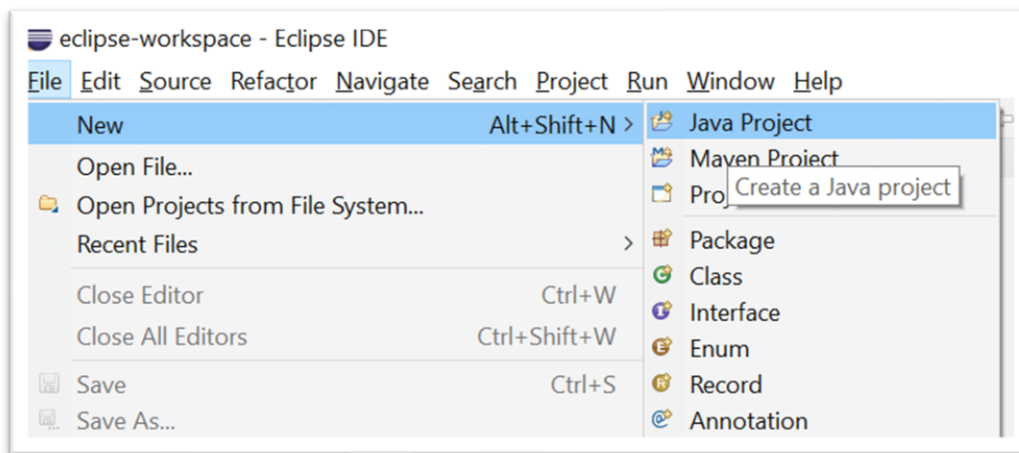 eclipse-workspace - Eclipse IDE
File Edit Source Refactor Navigate Search Project Run Window Help
New Alt+Shift+N >
Open File...
Open Projects from File System...
Recent Files >
Close Editor Ctrl+W
Close All Editors Ctrl+Shift+W
Save Ctrl+S
Save As...
Java Project
Maven Project
Proj
Create a Java project
Package
Class
Interface
Enum
Record
Annotation